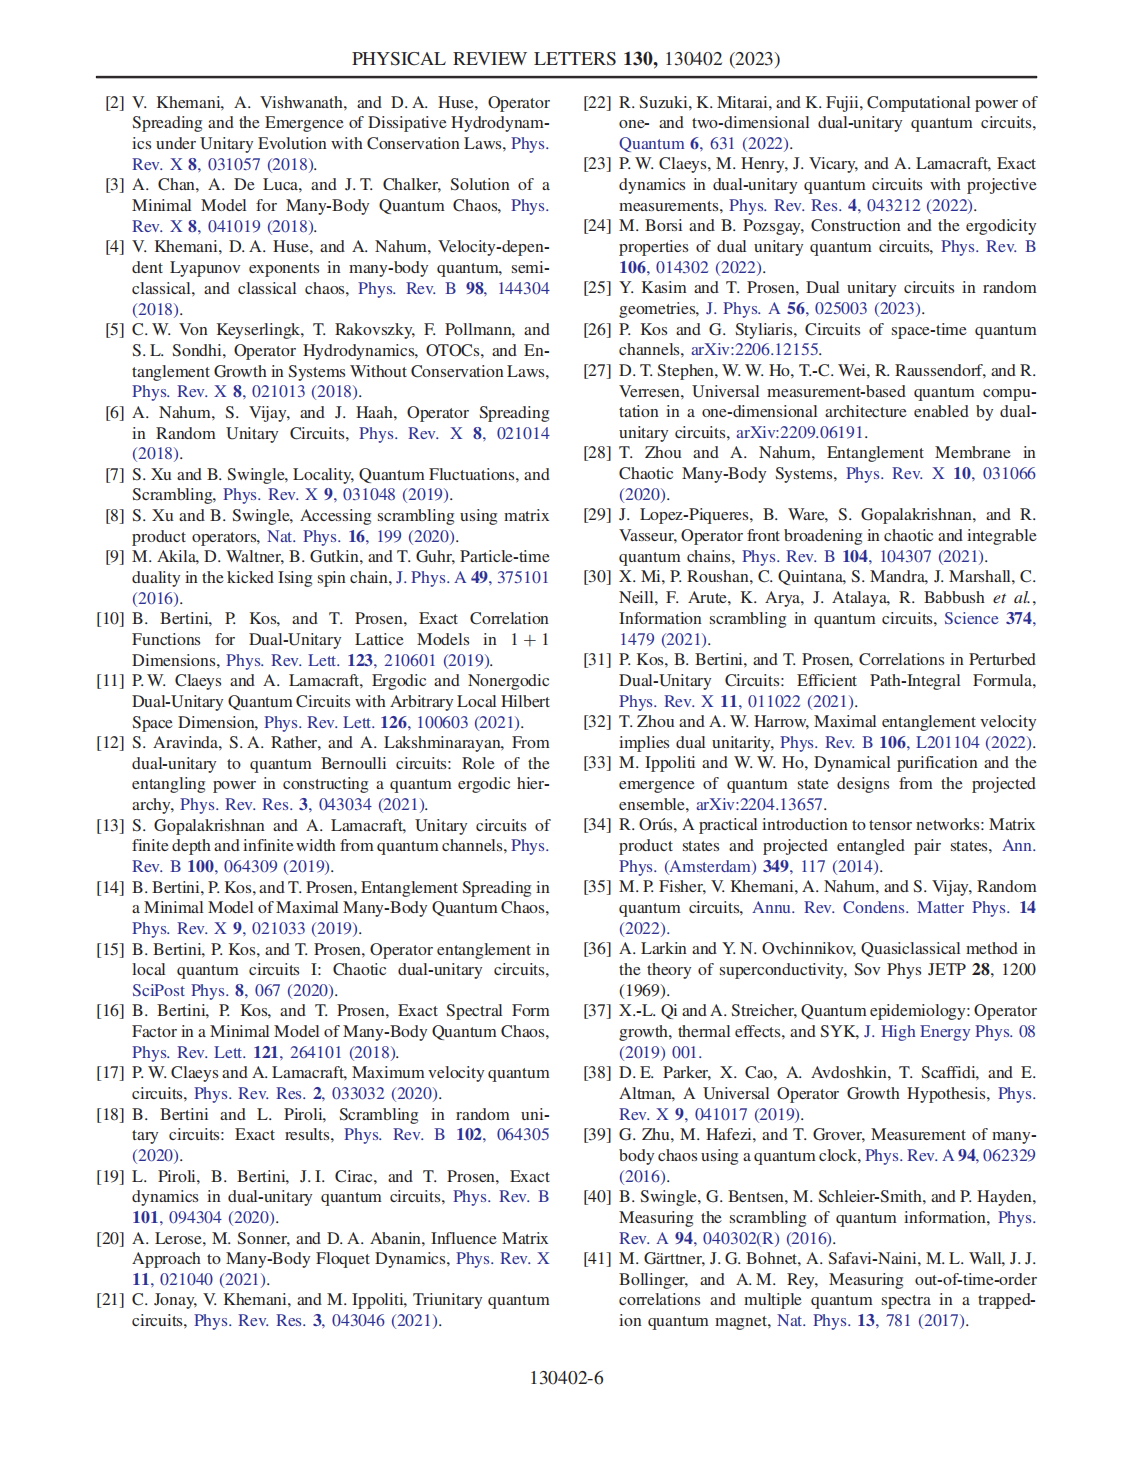 PHYSICAL REVIEW LETTERS 130, 130402 (2023)
[2] V. Khemani, A. Vishwanath, and D. A. Huse, Operator
Spreading and the Emergence of Dissipative Hydrodynam-
ics under Unitary Evolution with Conservation Laws, Phys.
Rev. X 8, 031057 (2018).
[3] A. Chan, A. De Luca, and J. T. Chalker, Solution of a
Minimal Model for Many-Body Quantum Chaos, Phys.
Rev. X 8, 041019 (2018).
[4] V. Khemani, D. A. Huse, and A. Nahum, Velocity-depen-
dent Lyapunov exponents in many-body quantum, semi-
classical, and classical chaos, Phys. Rev. B 98, 144304
(2018).
[5] C. W. Von Keyserlingk, T. Rakovszky, F. Pollmann, and
S. L. Sondhi, Operator Hydrodynamics, OTOCs, and En-
tanglement Growth in Systems Without Conservation Laws,
Phys. Rev. X 8, 021013 (2018).
[6] A. Nahum, S. Vijay, and J. Haah, Operator Spreading
in Random Unitary Circuits, Phys. Rev. X 8, 021014
(2018).
[7] S. Xu and B. Swingle, Locality, Quantum Fluctuations, and
Scrambling, Phys. Rev. X 9, 031048 (2019).
[8] S. Xu and B. Swingle, Accessing scrambling using matrix
product operators, Nat. Phys. 16, 199 (2020).
[9] M. Akila, D. Waltner, B. Gutkin, and T. Guhr, Particle-time
duality in the kicked Ising spin chain, J. Phys. A 49, 375101
(2016).
[10] B. Bertini, P. Kos, and T. Prosen, Exact Correlation
Functions for Dual-Unitary Lattice Models in 1 + 1
Dimensions, Phys. Rev. Lett. 123, 210601 (2019).
[11] P. W. Claeys and A. Lamacraft, Ergodic and Nonergodic
Dual-Unitary Quantum Circuits with Arbitrary Local Hilbert
Space Dimension, Phys. Rev. Lett. 126, 100603 (2021).
[12] S. Aravinda, S. A. Rather, and A. Lakshminarayan, From
dual-unitary to quantum Bernoulli circuits: Role of the
entangling power in constructing a quantum ergodic hier-
archy, Phys. Rev. Res. 3, 043034 (2021).
[13] S. Gopalakrishnan and A. Lamacraft, Unitary circuits of
finite depth and infinite width from quantum channels, Phys.
Rev. B 100, 064309 (2019).
[14] B. Bertini, P. Kos, and T. Prosen, Entanglement Spreading in
a Minimal Model of Maximal Many-Body Quantum Chaos,
Phys. Rev. X 9, 021033 (2019).
[15] B. Bertini, P. Kos, and T. Prosen, Operator entanglement in
local quantum circuits I: Chaotic dual-unitary circuits,
SciPost Phys. 8, 067 (2020).
[16] B. Bertini, P. Kos, and T. Prosen, Exact Spectral Form
Factor in a Minimal Model of Many-Body Quantum Chaos,
Phys. Rev. Lett. 121, 264101 (2018).
[17] P. W. Claeys and A. Lamacraft, Maximum velocity quantum
circuits, Phys. Rev. Res. 2, 033032 (2020).
[18] B. Bertini and L. Piroli, Scrambling in random uni-
tary circuits: Exact results, Phys. Rev. B 102, 064305
(2020).
[19] L. Piroli, B. Bertini, J. I. Cirac, and T. Prosen, Exact
dynamics in dual-unitary quantum circuits, Phys. Rev. B
101, 094304 (2020).
[20] A. Lerose, M. Sonner, and D. A. Abanin, Influence Matrix
Approach to Many-Body Floquet Dynamics, Phys. Rev. X
11, 021040 (2021).
[21] C. Jonay, V. Khemani, and M. Ippoliti, Triunitary quantum
circuits, Phys. Rev. Res. 3, 043046 (2021).
[22] R. Suzuki, K. Mitarai, and K. Fujii, Computational power of
one- and two-dimensional dual-unitary quantum circuits,
Quantum 6, 631 (2022).
[23] P. W. Claeys, M. Henry, J. Vicary, and A. Lamacraft, Exact
dynamics in dual-unitary quantum circuits with projective
measurements, Phys. Rev. Res. 4, 043212 (2022).
[24] M. Borsi and B. Pozsgay, Construction and the ergodicity
properties of dual unitary quantum circuits, Phys. Rev. B
106, 014302 (2022).
[25] Y. Kasim and T. Prosen, Dual unitary circuits in random
geometries, J. Phys. A 56, 025003 (2023).
[26] P. Kos and G. Styliaris, Circuits of space-time quantum
channels, arXiv:2206.12155.
[27] D. T. Stephen, W. W. Ho, T.-C. Wei, R. Raussendorf, and R.
Verresen, Universal measurement-based quantum compu-
tation in a one-dimensional architecture enabled by dual-
unitary circuits, arXiv:2209.06191.
[28] T. Zhou and A. Nahum, Entanglement Membrane in
Chaotic Many-Body Systems, Phys. Rev. X 10, 031066
(2020).
[29] J. Lopez-Piqueres, B. Ware, S. Gopalakrishnan, and R.
Vasseur, Operator front broadening in chaotic and integrable
quantum chains, Phys. Rev. B 104, 104307 (2021).
[30] X. Mi, P. Roushan, C. Quintana, S. Mandra, J. Marshall, C.
Neill, F. Arute, K. Arya, J. Atalaya, R. Babbush et al.,
Information scrambling in quantum circuits, Science 374,
1479 (2021).
[31] P. Kos, B. Bertini, and T. Prosen, Correlations in Perturbed
Dual-Unitary Circuits: Efficient Path-Integral Formula,
Phys. Rev. X 11, 011022 (2021).
[32] T. Zhou and A. W. Harrow, Maximal entanglement velocity
implies dual unitarity, Phys. Rev. B 106, L201104 (2022).
[33] M. Ippoliti and W. W. Ho, Dynamical purification and the
emergence of quantum state designs from the projected
ensemble, arXiv:2204.13657.
[34] R. Orús, A practical introduction to tensor networks: Matrix
product states and projected entangled pair states, Ann.
Phys. (Amsterdam) 349, 117 (2014).
[35] M. P. Fisher, V. Khemani, A. Nahum, and S. Vijay, Random
quantum circuits, Annu. Rev. Condens. Matter Phys. 14
(2022).
[36] A. Larkin and Y. N. Ovchinnikov, Quasiclassical method in
the theory of superconductivity, Sov Phys JETP 28, 1200
(1969).
[37] X.-L. Qi and A. Streicher, Quantum epidemiology: Operator
growth, thermal effects, and SYK, J. High Energy Phys. 08
(2019) 001.
[38] D. E. Parker, X. Cao, A. Avdoshkin, T. Scaffidi, and E.
Altman, A Universal Operator Growth Hypothesis, Phys.
Rev. X 9, 041017 (2019).
[39] G. Zhu, M. Hafezi, and T. Grover, Measurement of many-
body chaos using a quantum clock, Phys. Rev. A 94, 062329
(2016).
[40] B. Swingle, G. Bentsen, M. Schleier-Smith, and P. Hayden,
Measuring the scrambling of quantum information, Phys.
Rev. A 94, 040302(R) (2016).
[41] M. Gärttner, J. G. Bohnet, A. Safavi-Naini, M. L. Wall, J. J.
Bollinger, and A. M. Rey, Measuring out-of-time-order
correlations and multiple quantum spectra in a trapped-
ion quantum magnet, Nat. Phys. 13, 781 (2017).
130402-6